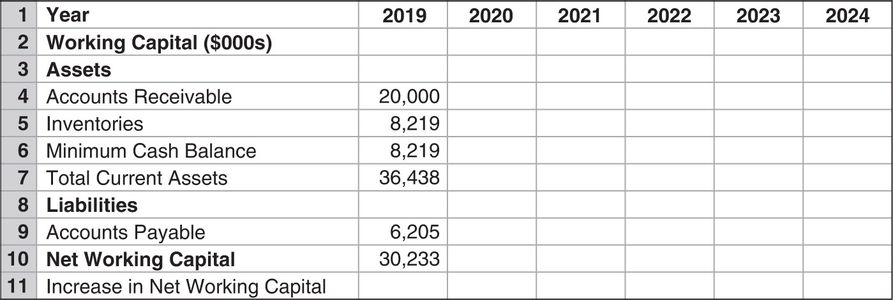 1 Year 2019 2020 2021 2022 2023 2024
2 Working Capital ($000s)
3 Assets
4 Accounts Receivable 20,000
5 Inventories 8,219
6 Minimum Cash Balance 8,219
7 Total Current Assets 36,438
8 Liabilities
9 Accounts Payable 6,205
10 Net Working Capital 30,233
11 Increase in Net Working Capital